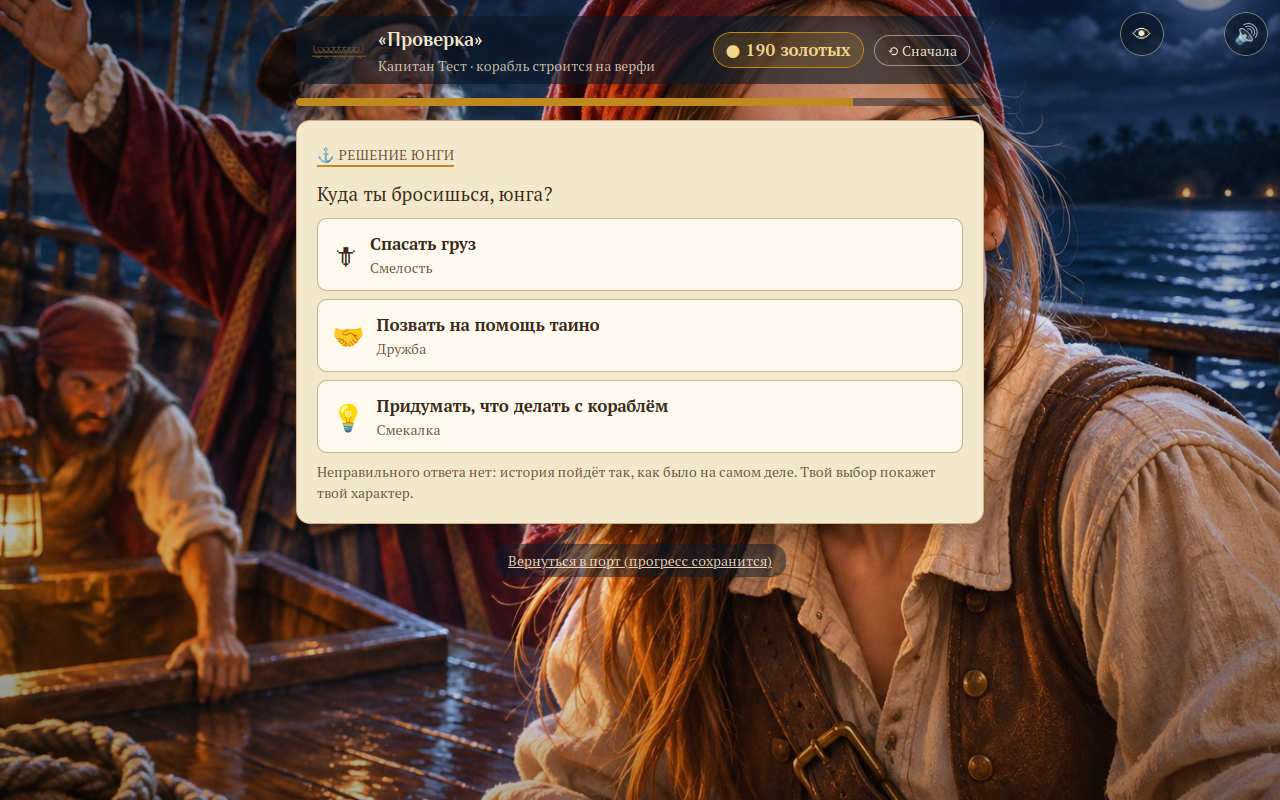 «Проверка»
Капитан Тест · корабль строится на верфи
190 золотых
⟲ Сначала
⚓ РЕШЕНИЕ ЮНГИ
Куда ты бросишься, юнга?
Спасать груз
Смелость
Позвать на помощь таино
Дружба
Придумать, что делать с кораблём
Смекалка
Неправильного ответа нет: история пойдёт так, как было на самом деле. Твой выбор покажет
твой характер.
Вернуться в порт (прогресс сохранится)